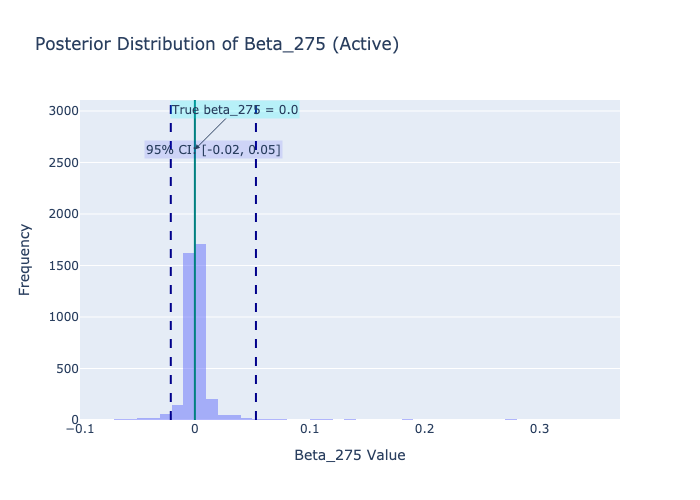 Posterior Distribution of Beta_275 (Active)
True beta_275 = 0.0
95% CI: [-0.02, 0.05]
3000
2500
2000
1500
1000
500
0
Frequency
−0.1 0 0.1 0.2 0.3
Beta_275 Value